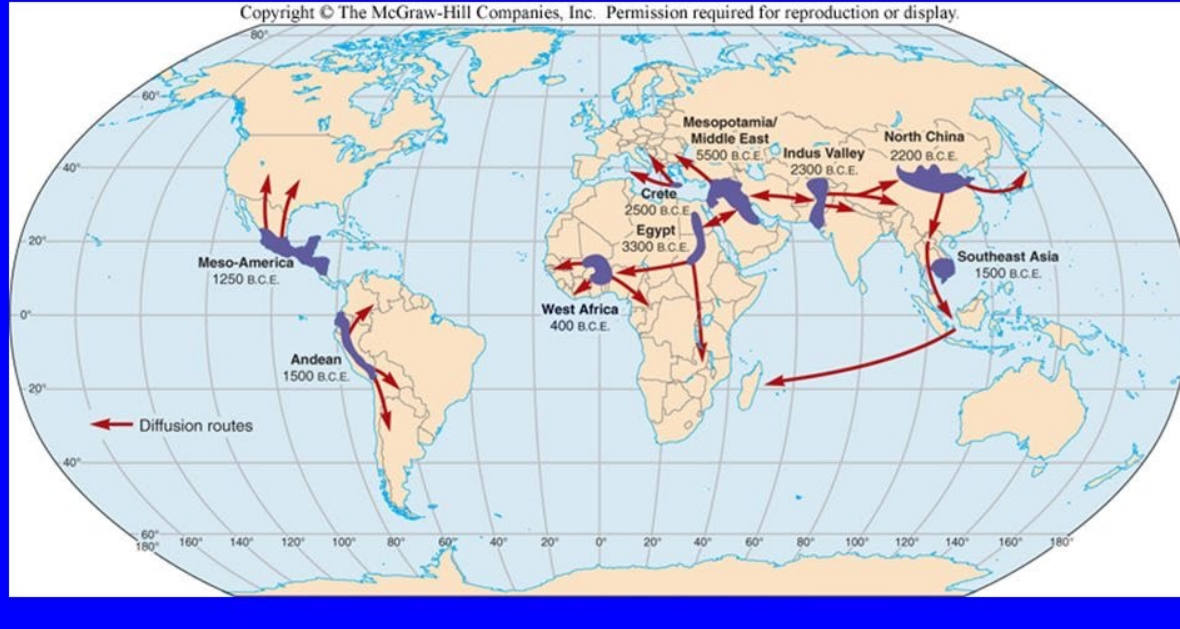 Copyright © The McGraw-Hill Companies, Inc. Permission required for reproduction or display.
80°
60°
Mesopotamia/
Middle East
5500 B.C.E.
North China
2200 B.C.E.
Indus Valley
2300 B.C.E.
40°
Crete
2500 B.C.E
Egypt
3300 B.C.E.
20°
Meso-America
1250 B.C.E.
Southeast Asia
1500 B.C.E.
West Africa
400 B.C.E.
0°
Andean
1500 B.C.E.
20°
Diffusion routes
40°
60°
180° 160° 140° 120° 100° 80° 60° 40° 20° 0° 20° 40° 60° 80° 100° 120° 140° 160° 180°